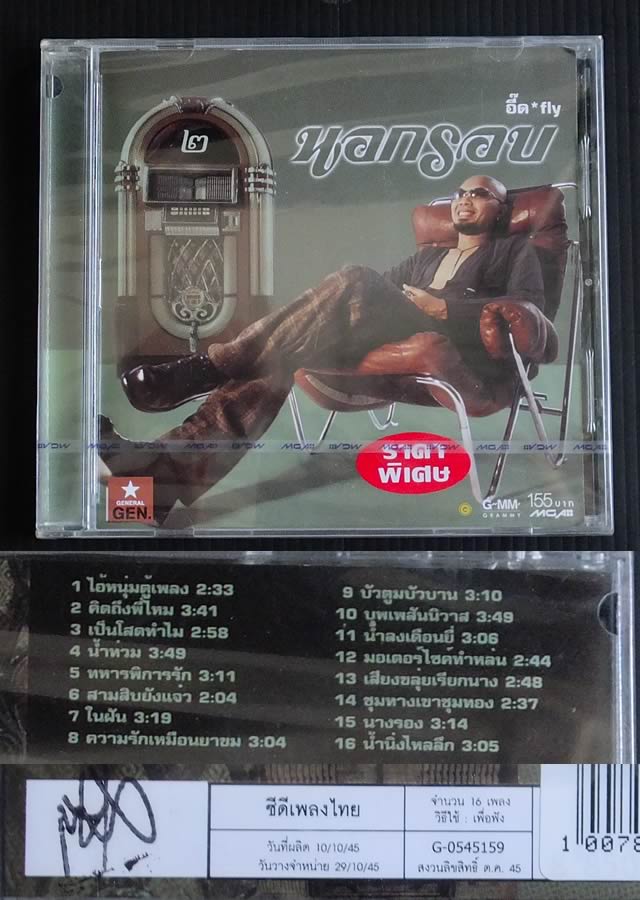 ๒
อี๊ด*fly
นอกรอบ
ราคา
พิเศษ
GENERAL
GEN.
G-MM'
GRAMMY
155 บาท
MGA
1 ไอ้หนุ่มตู้เพลง 2:33
2 คิดถึงพี่ไหม 3:41
3 เป็นโสดทำไม 2:58
4 น้ำท่วม 3:49
5 ทหารพิการรัก 3:11
6 สามสิบยังแจ๋ว 2:04
7 ในฝัน 3:19
8 ความรักเหมือนยาขม 3:04
9 บัวตูมบัวบาน 3:10
10 บุพเพสันนิวาส 3:49
11 น้ำลงเดือนยี่ 3:06
12 มอเตอร์ไซค์ทำหล่น 2:44
13 เสียงขลุ่ยเรียกนาง 2:48
14 ชุมทางเขาชุมทอง 2:37
15 นางรอง 3:14
16 น้ำนิ่งไหลลึก 3:05
ซีดีเพลงไทย
วันที่ผลิต 10/10/45
วันวางจำหน่าย 29/10/45
จำนวน 16 เพลง
วิธีใช้ : เพื่อฟัง
G-0545159
สงวนลิขสิทธิ์ ต.ค. 45
1 0078